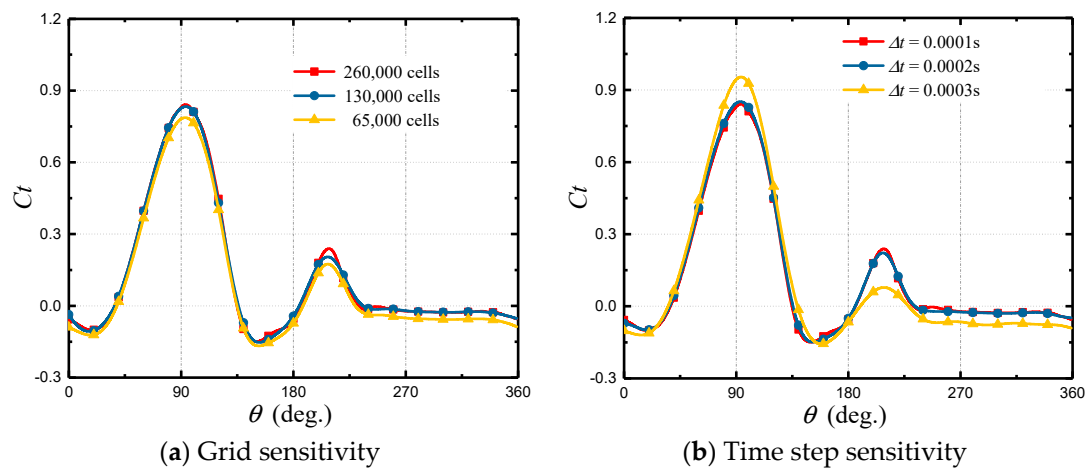 1.2
0.9
0.6
0.3
0.0
-0.3
Ct
0
90
180
270
360
θ (deg.)
260,000 cells
130,000 cells
65,000 cells
(a) Grid sensitivity
1.2
0.9
0.6
0.3
0.0
-0.3
Ct
0
90
180
270
360
θ (deg.)
Δt = 0.0001s
Δt = 0.0002s
Δt = 0.0003s
(b) Time step sensitivity